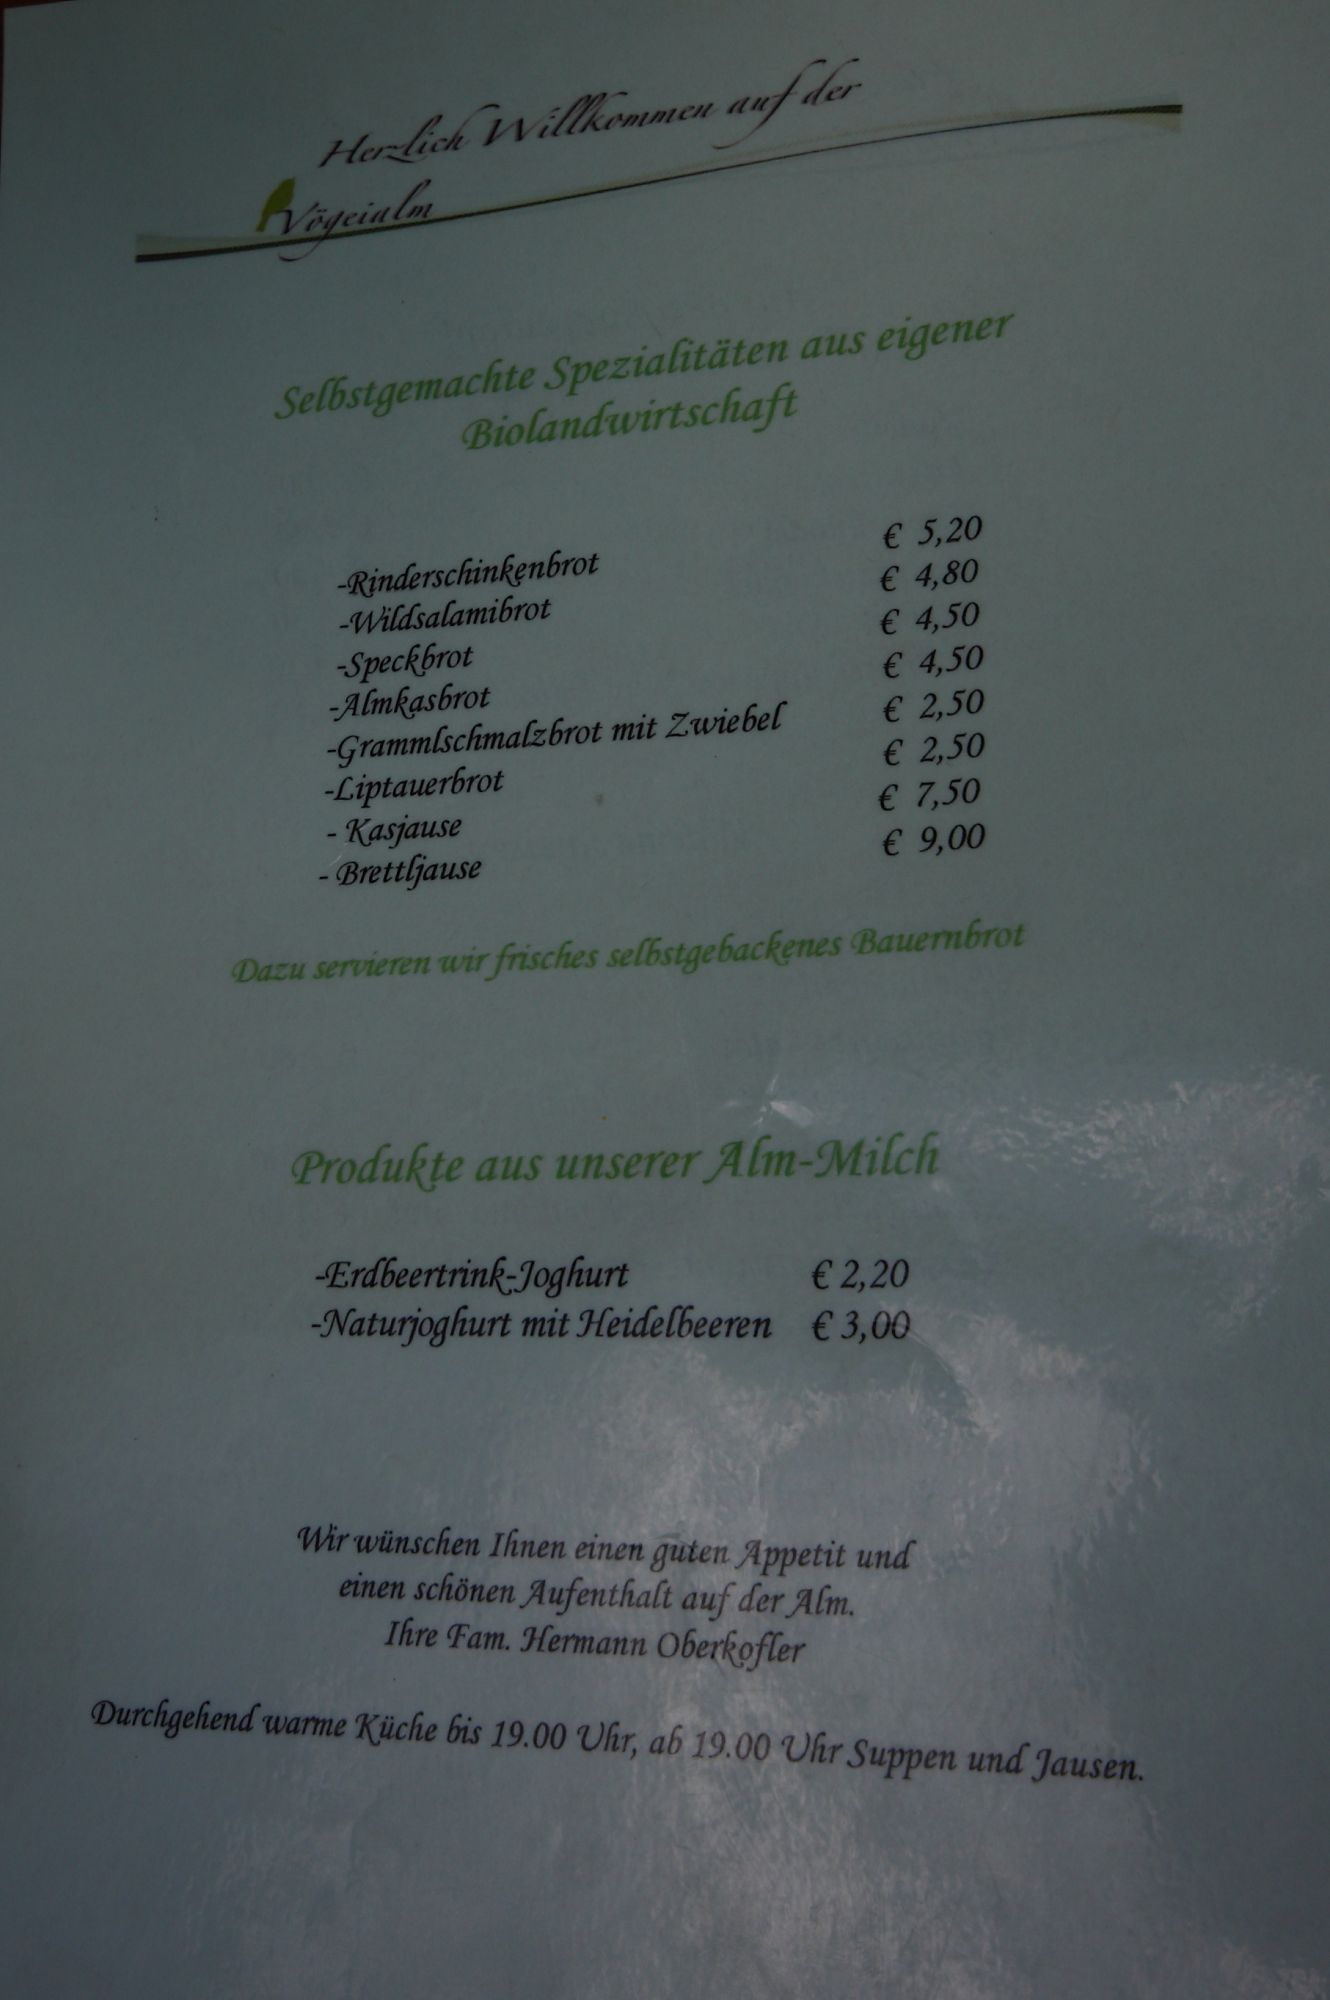 Herzlich Willkommen auf der
Vögeialm
Selbstgemachte Spezialitäten aus eigener
Biolandwirtschaft
-Rinderschinkenbrot € 5,20
-Wildsalamibrot € 4,80
-Speckbrot € 4,50
-Almkasbrot € 4,50
-Grammlschmalzbrot mit Zwiebel € 2,50
-Liptauerbrot € 2,50
- Kasjause € 7,50
- Brettljause € 9,00
Dazu servieren wir frisches selbstgebackenes Bauernbrot
Produkte aus unserer Alm-Milch
-Erdbeertrink-Joghurt € 2,20
-Naturjoghurt mit Heidelbeeren € 3,00
Wir wünschen Ihnen einen guten Appetit und
einen schönen Aufenthalt auf der Alm.
Ihre Fam. Hermann Oberkofler
Durchgehend warme Küche bis 19.00 Uhr, ab 19.00 Uhr Suppen und Jausen.